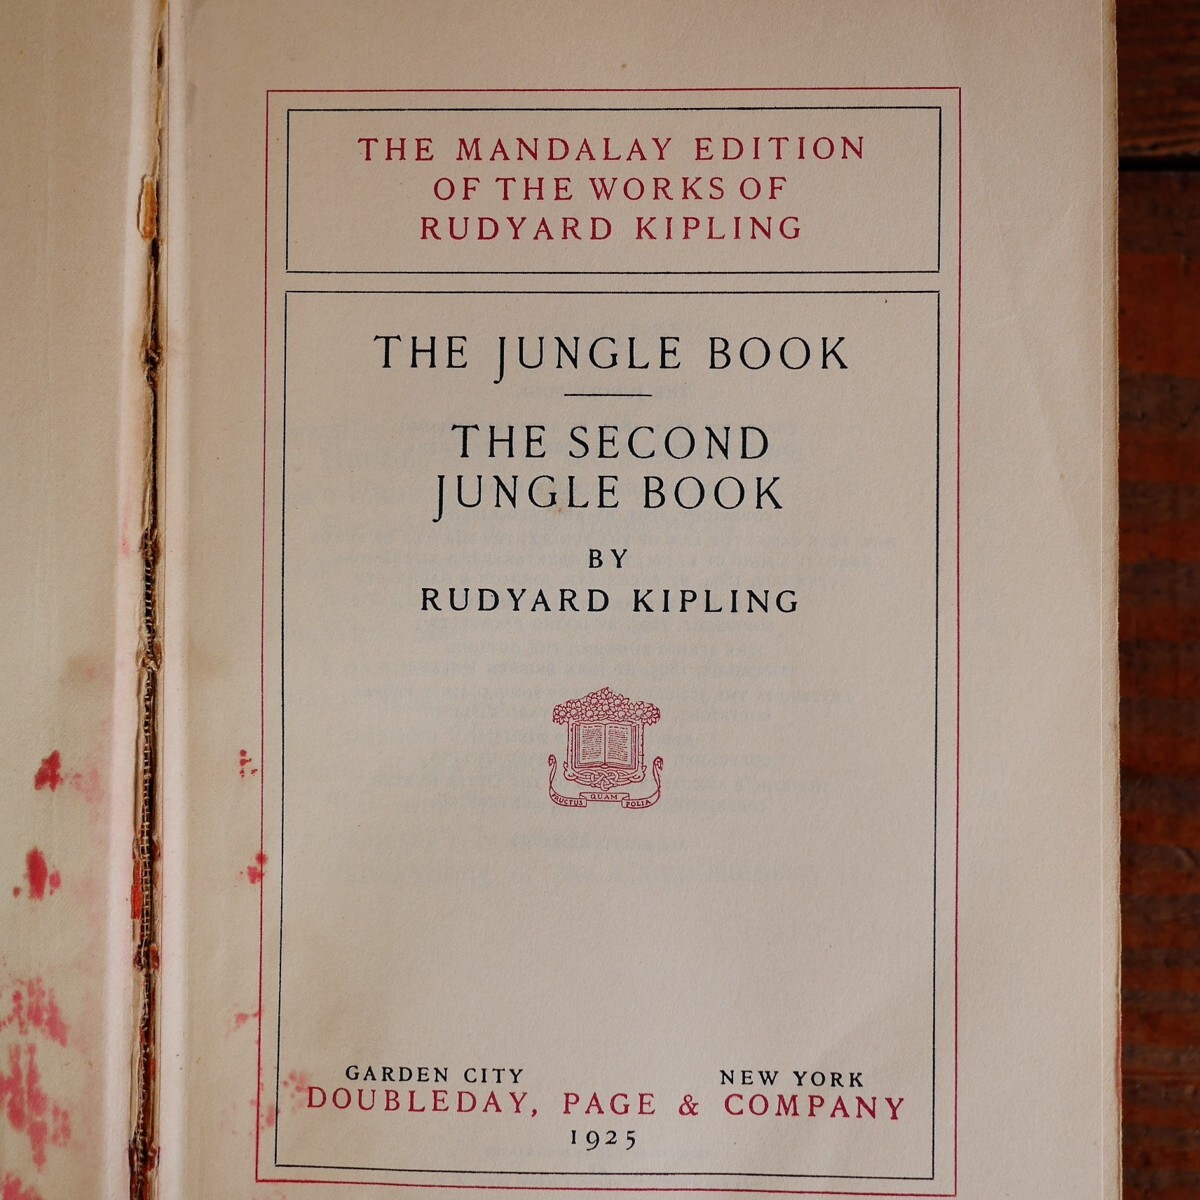 THE MANDALAY EDITION
OF THE WORKS OF
RUDYARD KIPLING
THE JUNGLE BOOK
THE SECOND
JUNGLE BOOK
BY
RUDYARD KIPLING
FRUCTUS QUAM FOLIA
GARDEN CITY NEW YORK
DOUBLEDAY, PAGE & COMPANY
1925